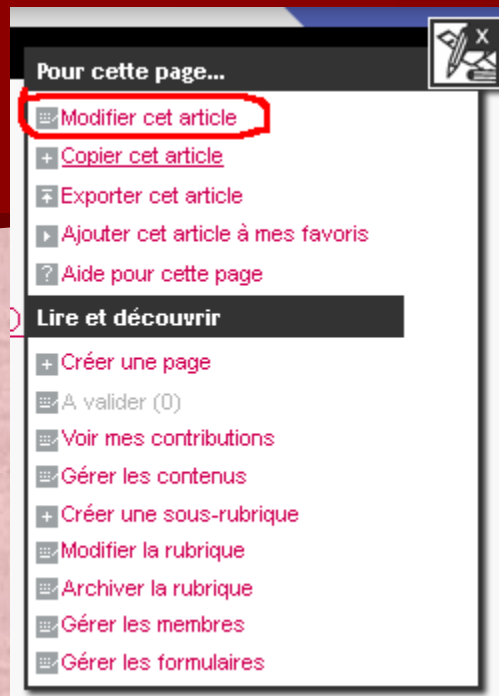 x
Pour cette page...
Modifier cet article
Copier cet article
Exporter cet article
Ajouter cet article à mes favoris
? Aide pour cette page
Lire et découvrir
Créer une page
A valider (0)
Voir mes contributions
Gérer les contenus
Créer une sous-rubrique
Modifier la rubrique
Archiver la rubrique
Gérer les membres
Gérer les formulaires